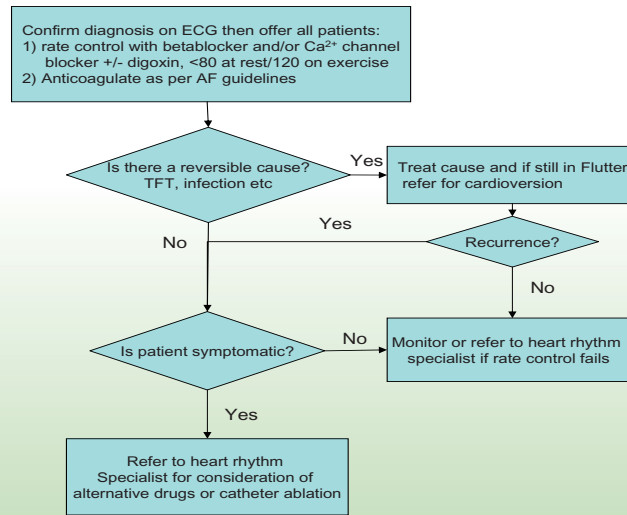 Confirm diagnosis on ECG then offer all patients:
1) rate control with betablocker and/or Ca²⁺ channel
blocker +/- digoxin, <80 at rest/120 on exercise
2) Anticoagulate as per AF guidelines
Is there a reversible cause?
TFT, infection etc
Yes
Treat cause and if still in Flutter
refer for cardioversion
No
Yes
Recurrence?
No
Is patient symptomatic?
No
Monitor or refer to heart rhythm
specialist if rate control fails
Yes
Refer to heart rhythm
Specialist for consideration of
alternative drugs or catheter ablation